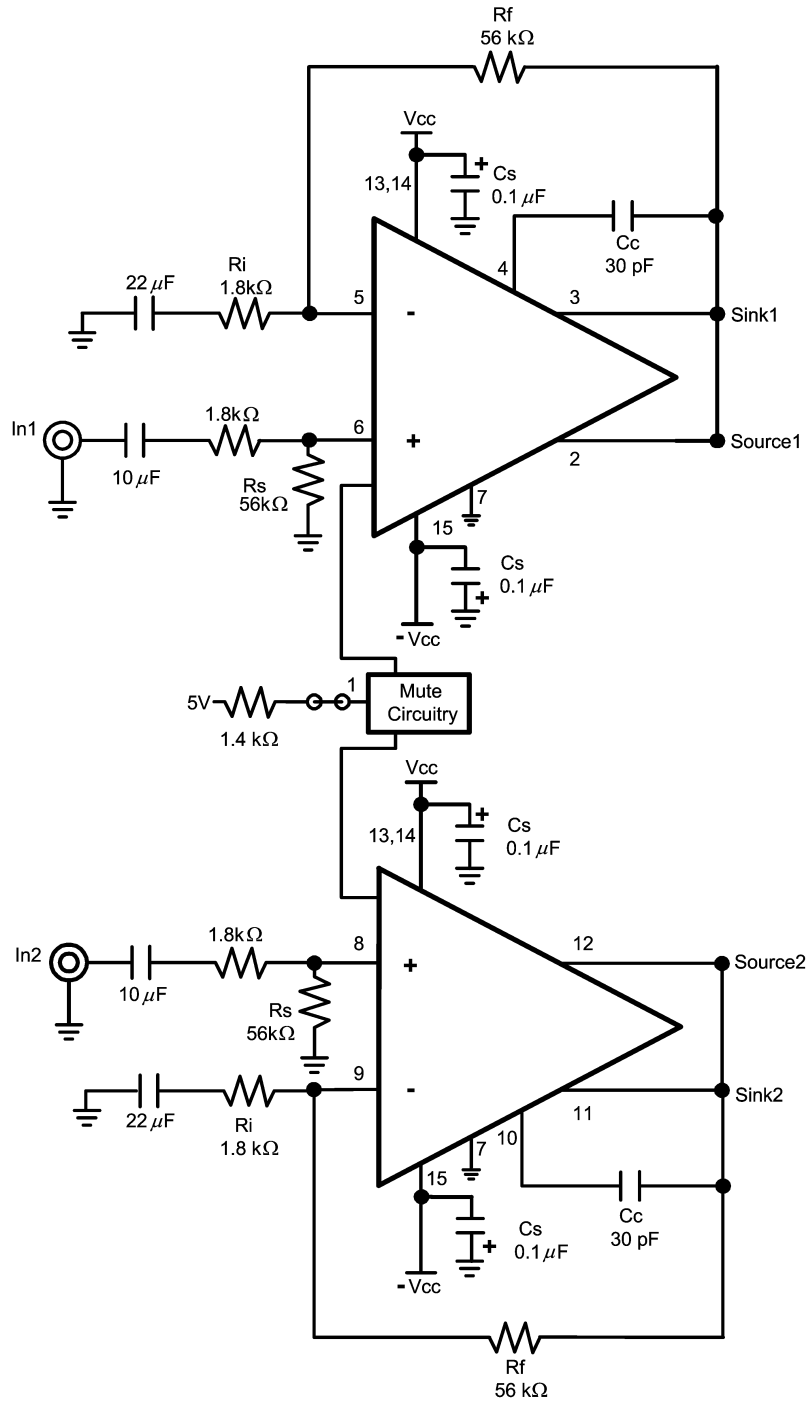 Rf
56 kΩ
Vcc
+
Cs
0.1 μF
13,14
4
Cc
30 pF
22 μF
Ri
1.8kΩ
5
-
3
Sink1
In1
10 μF
1.8kΩ
6
+
2
Source1
Rs
56kΩ
7
15
Cs
0.1 μF
+
- Vcc
5V
1.4 kΩ
1
Mute
Circuitry
Vcc
+
Cs
0.1 μF
13,14
In2
10 μF
1.8kΩ
8
+
12
Source2
Rs
56kΩ
9
-
11
Sink2
22 μF
Ri
1.8 kΩ
10
7
15
Cc
30 pF
Cs
0.1 μF
+
- Vcc
Rf
56 kΩ